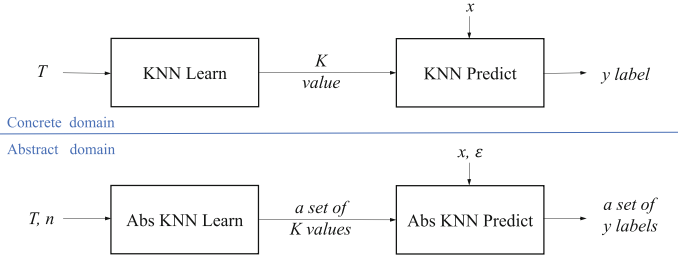 x
T
KNN Learn
K
value
KNN Predict
y label
Concrete domain
Abstract domain
x, ε
T, n
Abs KNN Learn
a set of
K values
Abs KNN Predict
a set of
y labels